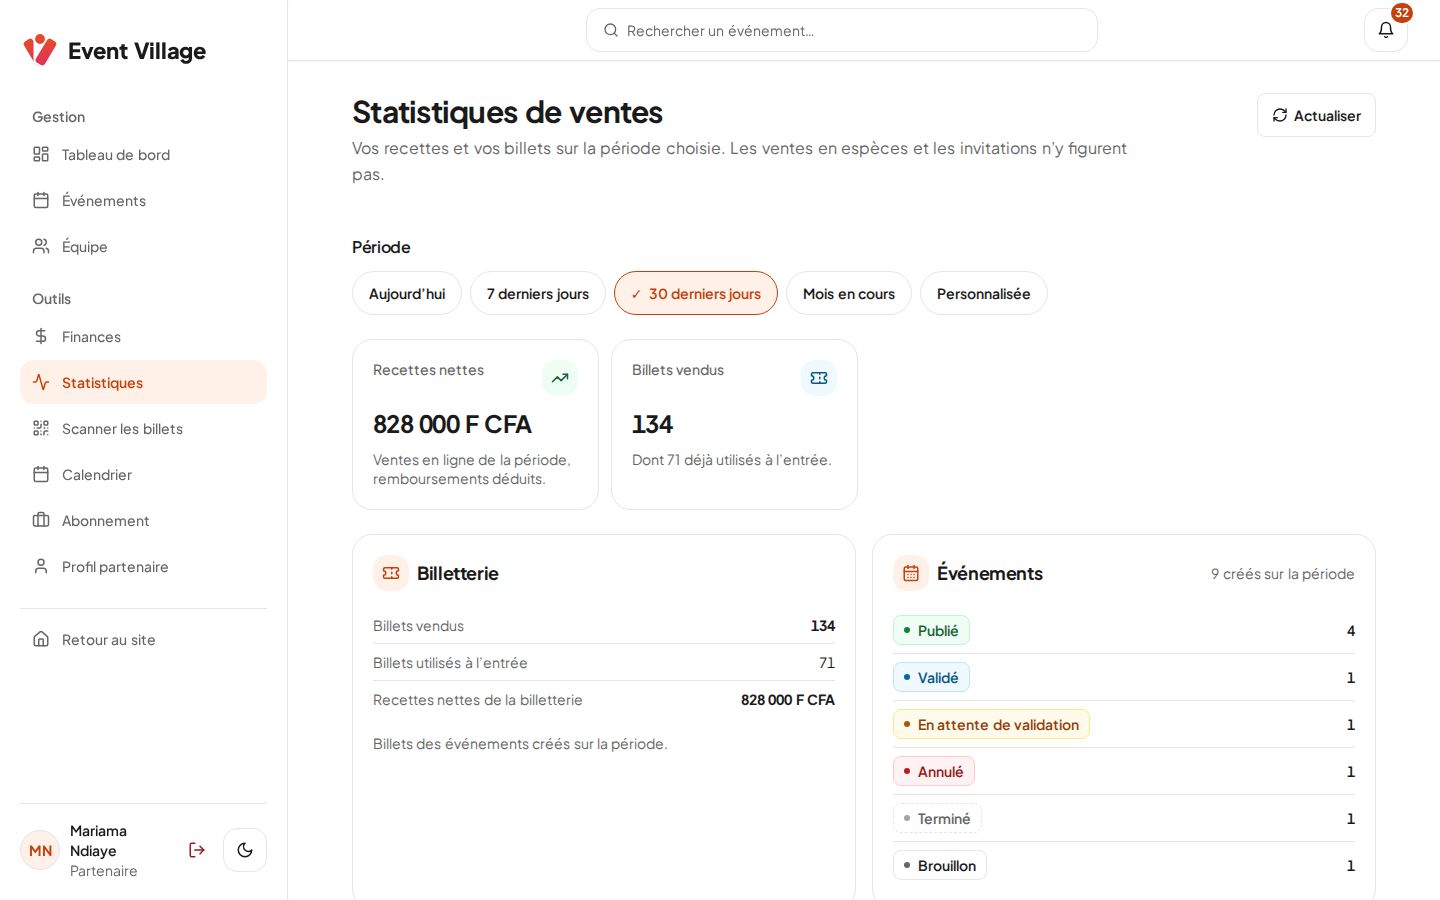 Event Village
Gestion
Tableau de bord
Événements
Équipe
Outils
Finances
Statistiques
Scanner les billets
Calendrier
Abonnement
Profil partenaire
Retour au site
MN
Mariama
Ndiaye
Partenaire
Rechercher un événement…
32
Statistiques de ventes
Actualiser
Vos recettes et vos billets sur la période choisie. Les ventes en espèces et les invitations n’y figurent
pas.
Période
Aujourd’hui
7 derniers jours
✓ 30 derniers jours
Mois en cours
Personnalisée
Recettes nettes
828 000 F CFA
Ventes en ligne de la période,
remboursements déduits.
Billets vendus
134
Dont 71 déjà utilisés à l’entrée.
Billetterie
Billets vendus 134
Billets utilisés à l’entrée 71
Recettes nettes de la billetterie 828 000 F CFA
Billets des événements créés sur la période.
Événements 9 créés sur la période
Publié 4
Validé 1
En attente de validation 1
Annulé 1
Terminé 1
Brouillon 1